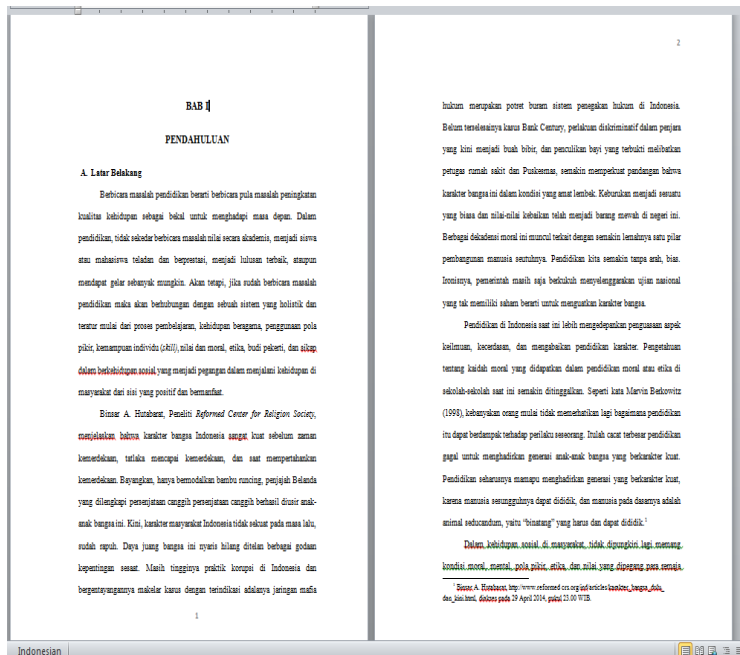 BAB I
PENDAHULUAN
A. Latar Belakang
Berbicara masalah pendidikan berarti berbicara pula masalah peningkatan
kualitas kehidupan sebagai bekal untuk menghadapi masa depan. Dalam
pendidikan, tidak sekedar berbicara masalah nilai secara akademis, menjadi siswa
atau mahasiswa teladan dan berprestasi, menjadi lulusan terbaik, ataupun
mendapat gelar sebanyak mungkin. Akan tetapi, jika sudah berbicara masalah
pendidikan maka akan berhubungan dengan sebuah sistem yang holistik dan
teratur mulai dari proses pembelajaran, kehidupan beragama, penggunaan pola
pikir, kemampuan individu (skill), nilai dan moral, etika, budi pekerti, dan sikap
dalam berkehidupan sosial yang menjadi pegangan dalam menjalani kehidupan di
masyarakat dari sisi yang positif dan bermanfaat.
Binsar A. Hutabarat, Peneliti Reformed Center for Religion Society,
menjelaskan bahwa karakter bangsa Indonesia sangat kuat sebelum zaman
kemerdekaan, tatlaka mencapai kemerdekaan, dan saat mempertahankan
kemerdekaan. Bayangkan, hanya bermodalkan bambu runcing, penjajah Belanda
yang dilengkapi persenjataan canggih persenjataan canggih berhasil diusir anak-
anak bangsa ini. Kini, karakter masyarakat Indonesia tidak sekuat pada masa lalu,
sudah rapuh. Daya juang bangsa ini nyaris hilang ditelan berbagai godaan
kepentingan sesaat. Masih tingginya praktik korupsi di Indonesia dan
bergentayangannya makelar kasus dengan terindikasi adalanya jaringan mafia
1
2
hukum merupakan potret buram sistem penegakan hukum di Indonesia.
Belum terselesainya kasus Bank Century, perlakuan diskriminatif dalam penjara
yang kini menjadi buah bibir, dan penculikan bayi yang terbukti melibatkan
petugas rumah sakit dan Puskesmas, semakin memperkuat pandangan bahwa
karakter bangsa ini dalam kondisi yang amat lembek. Keburukan menjadi sesuatu
yang biasa dan nilai-nilai kebaikan telah menjadi barang mewah di negeri ini.
Berbagai dekadensi moral ini muncul terkait dengan semakin lemahnya satu pilar
pembangunan manusia seutuhnya. Pendidikan kita semakin tanpa arah, bias.
Ironisnya, pemerintah masih saja berkukuh menyelenggarakan ujian nasional
yang tak memiliki saham berarti untuk menguatkan karakter bangsa.
Pendidikan di Indonesia saat ini lebih mengedepankan penguasaan aspek
keilmuan, kecerdasan, dan mengabaikan pendidikan karakter. Pengetahuan
tentang kaidah moral yang didapatkan dalam pendidikan moral atau etika di
sekolah-sekolah saat ini semakin ditinggalkan. Seperti kata Marvin Berkowitz
(1998), kebanyakan orang mulai tidak memerhatikan lagi bagaimana pendidikan
itu dapat berdampak terhadap perilaku seseorang. Itulah cacat terbesar pendidikan
gagal untuk menghadirkan generasi anak-anak bangsa yang berkarakter kuat.
Pendidikan seharusnya mamapu menghadirkan generasi yang berkarakter kuat,
karena manusia sesungguhnya dapat dididik, dan manusia pada dasarnya adalah
animal seducandum, yaitu “binatang” yang harus dan dapat dididik.1
Dalam kehidupan sosial di masyarakat, tidak dipungkiri lagi memang
kondisi moral, mental, pola pikir, etika, dan nilai yang dipegang para remaja
1 Binsar A. Hutabarat, http://www.reformed-crs.org/ind/articles/karakter_bangsa_dulu_
dan_kini.html, diakses pada 29 April 2014, pukul 23.00 WIB.
Indonesian